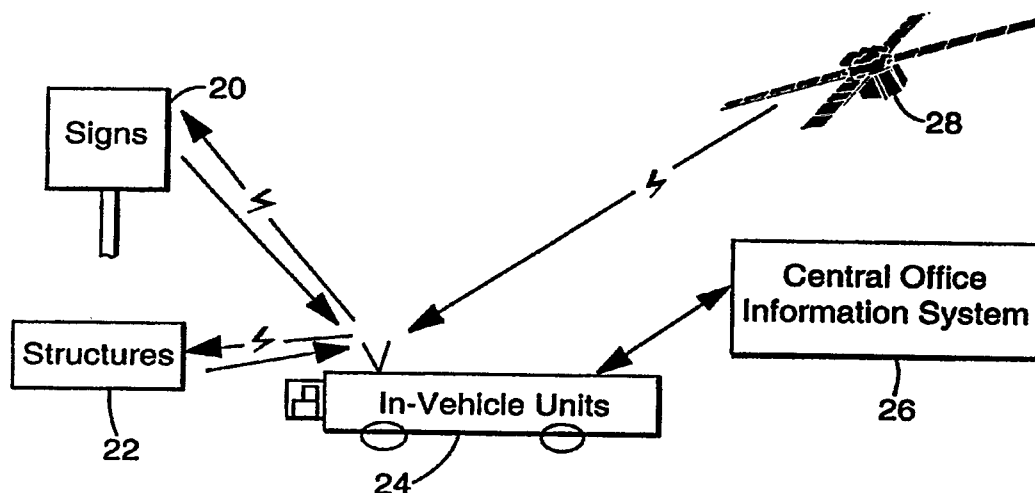 20
Signs
28
Central Office
Information System
Structures
In-Vehicle Units
26
22
24